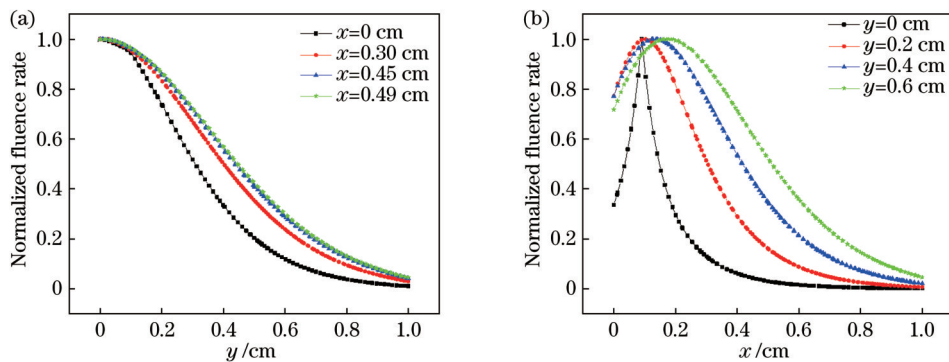 (a)
x=0 cm
x=0.30 cm
x=0.45 cm
x=0.49 cm
Normalized fluence rate
1.0
0.8
0.6
0.4
0.2
0
0
0.2
0.4
0.6
0.8
1.0
y /cm
(b)
y=0 cm
y=0.2 cm
y=0.4 cm
y=0.6 cm
Normalized fluence rate
1.0
0.8
0.6
0.4
0.2
0
0
0.2
0.4
0.6
0.8
1.0
x /cm